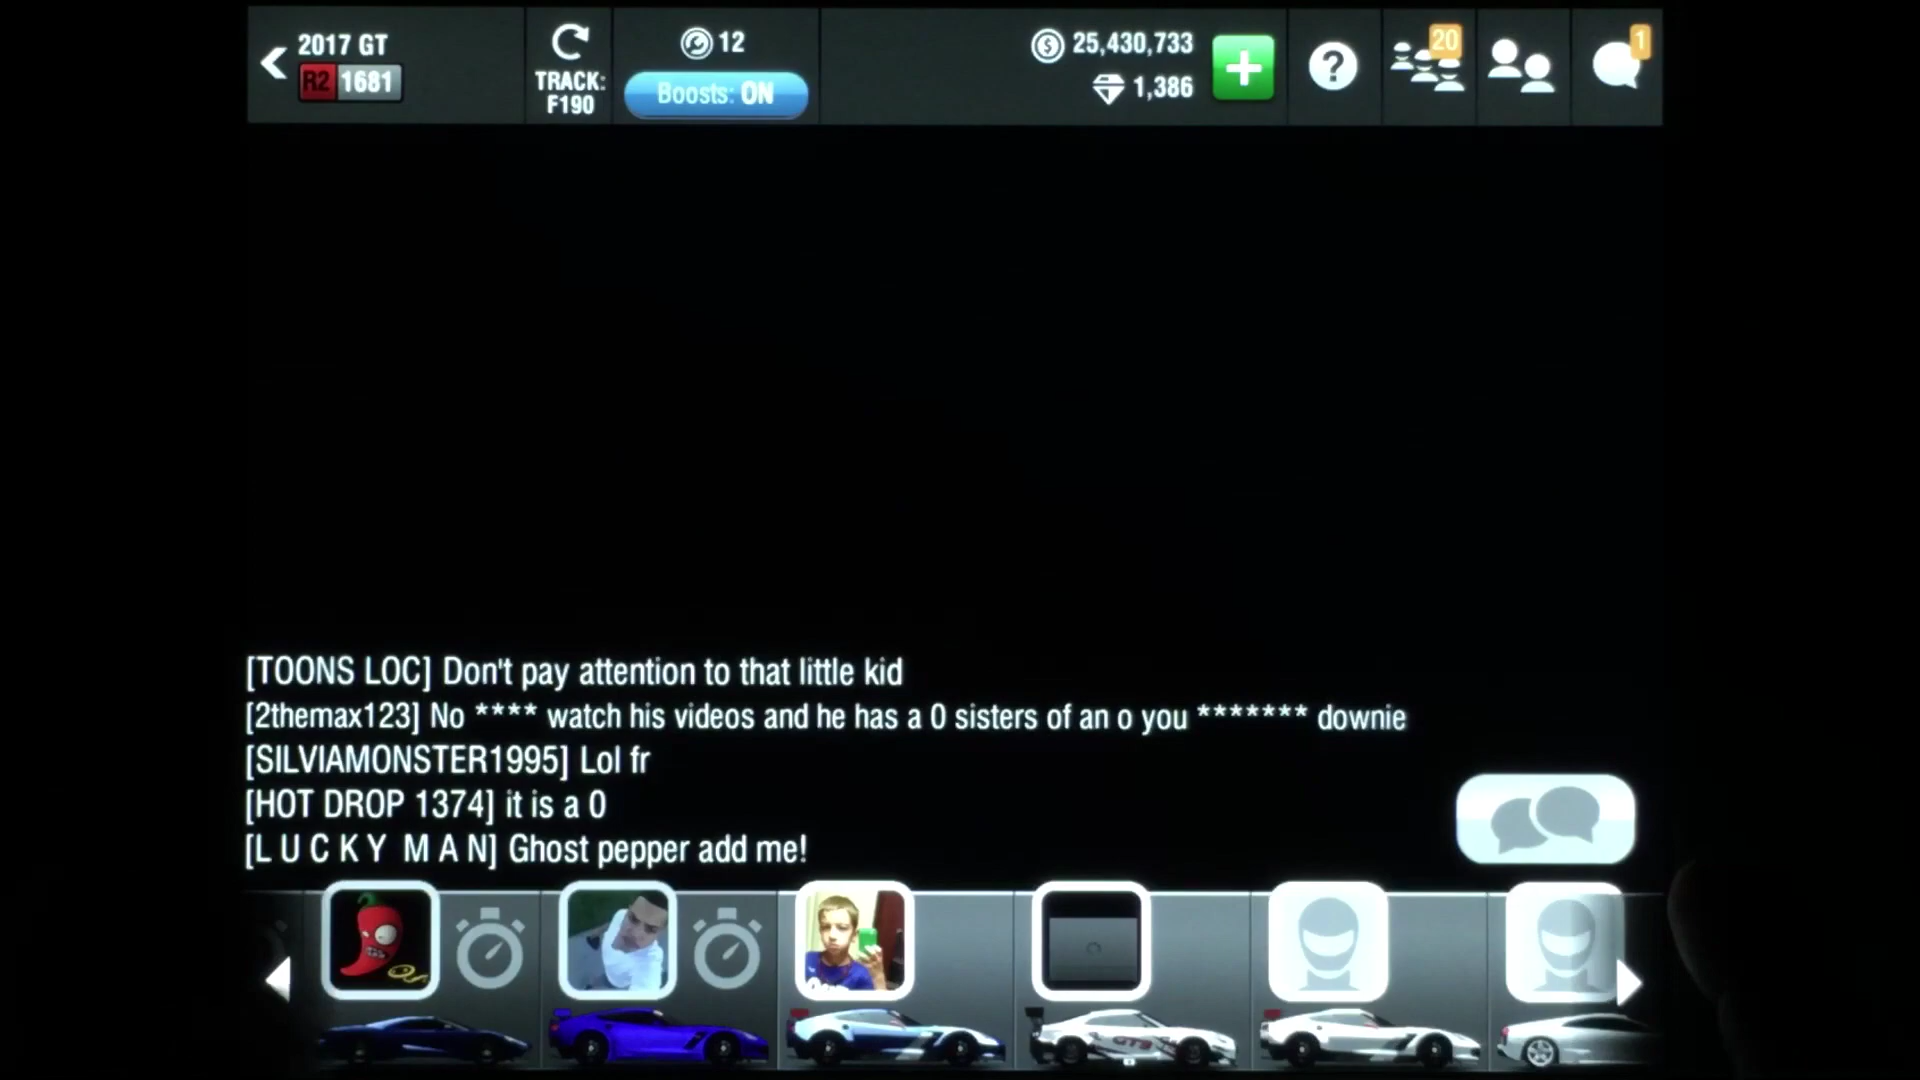 2017 GT
R2 1681
TRACK:
F190
12
Boosts: ON
25,430,733
1,386
?
20
1
[TOONS LOC] Don't pay attention to that little kid
[2themax123] No **** watch his videos and he has a 0 sisters of an o you ******* downie
[SILVIAMONSTER1995] Lol fr
[HOT DROP 1374] it is a 0
[L U C K Y  M A N] Ghost pepper add me!